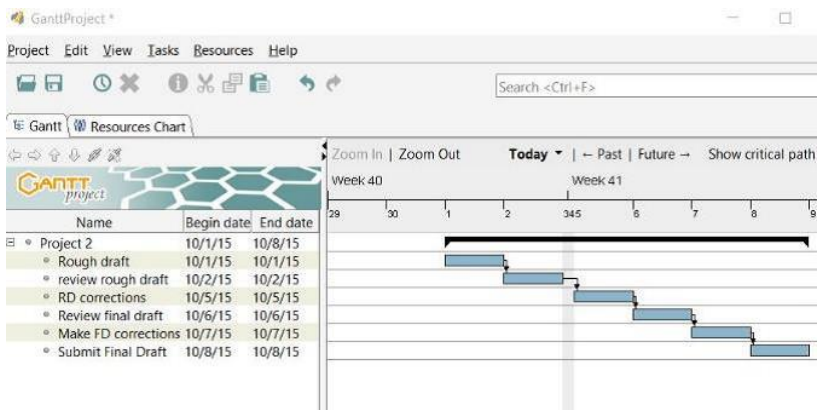 GanttProject *
Project Edit View Tasks Resources Help
Search <Ctrl+F>
Gantt Resources Chart
Zoom In | Zoom Out Today | ← Past | Future → Show critical path
GANTT project
Week 40 Week 41
29 30 1 2 345 6 7 8 9
Name Begin date End date
Project 2 10/1/15 10/8/15
Rough draft 10/1/15 10/1/15
review rough draft 10/2/15 10/2/15
RD corrections 10/5/15 10/5/15
Review final draft 10/6/15 10/6/15
Make FD corrections 10/7/15 10/7/15
Submit Final Draft 10/8/15 10/8/15